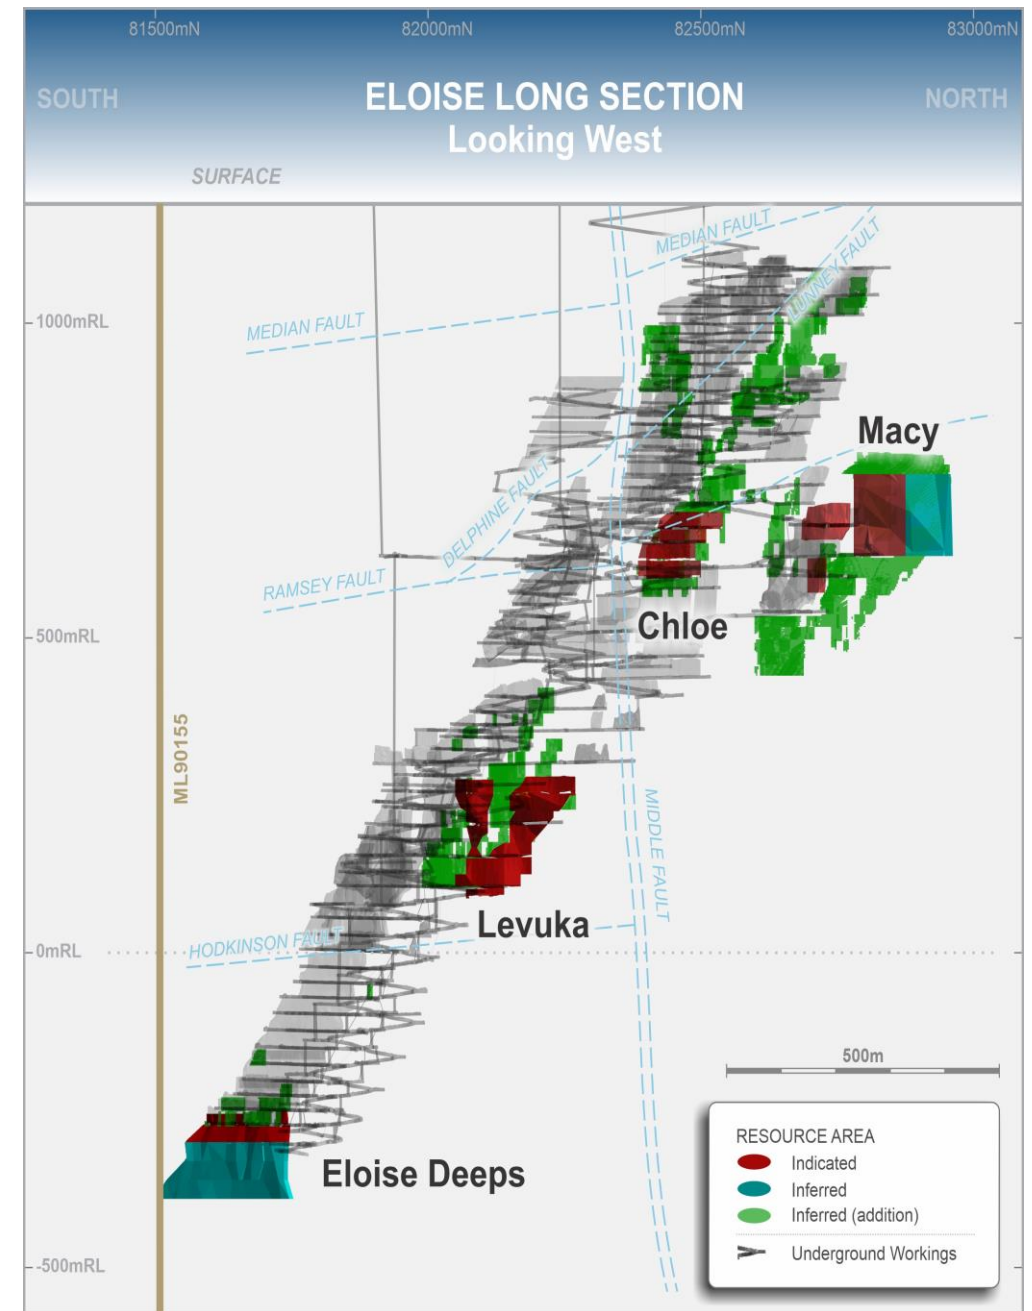 81500mN
82000mN
82500mN
83000mN
SOUTH
ELOISE LONG SECTION
NORTH
Looking West
SURFACE
MEDIAN FAULT
LUNNEY FAULT
1000mRL
MEDIAN FAULT
Macy
DELPHINE FAULT
RAMSEY FAULT
Chloe
500mRL
ML90155
MIDDLE FAULT
Levuka
HODKINSON FAULT
0mRL
500m
Eloise Deeps
RESOURCE AREA
Indicated
Inferred
Inferred (addition)
Underground Workings
-500mRL